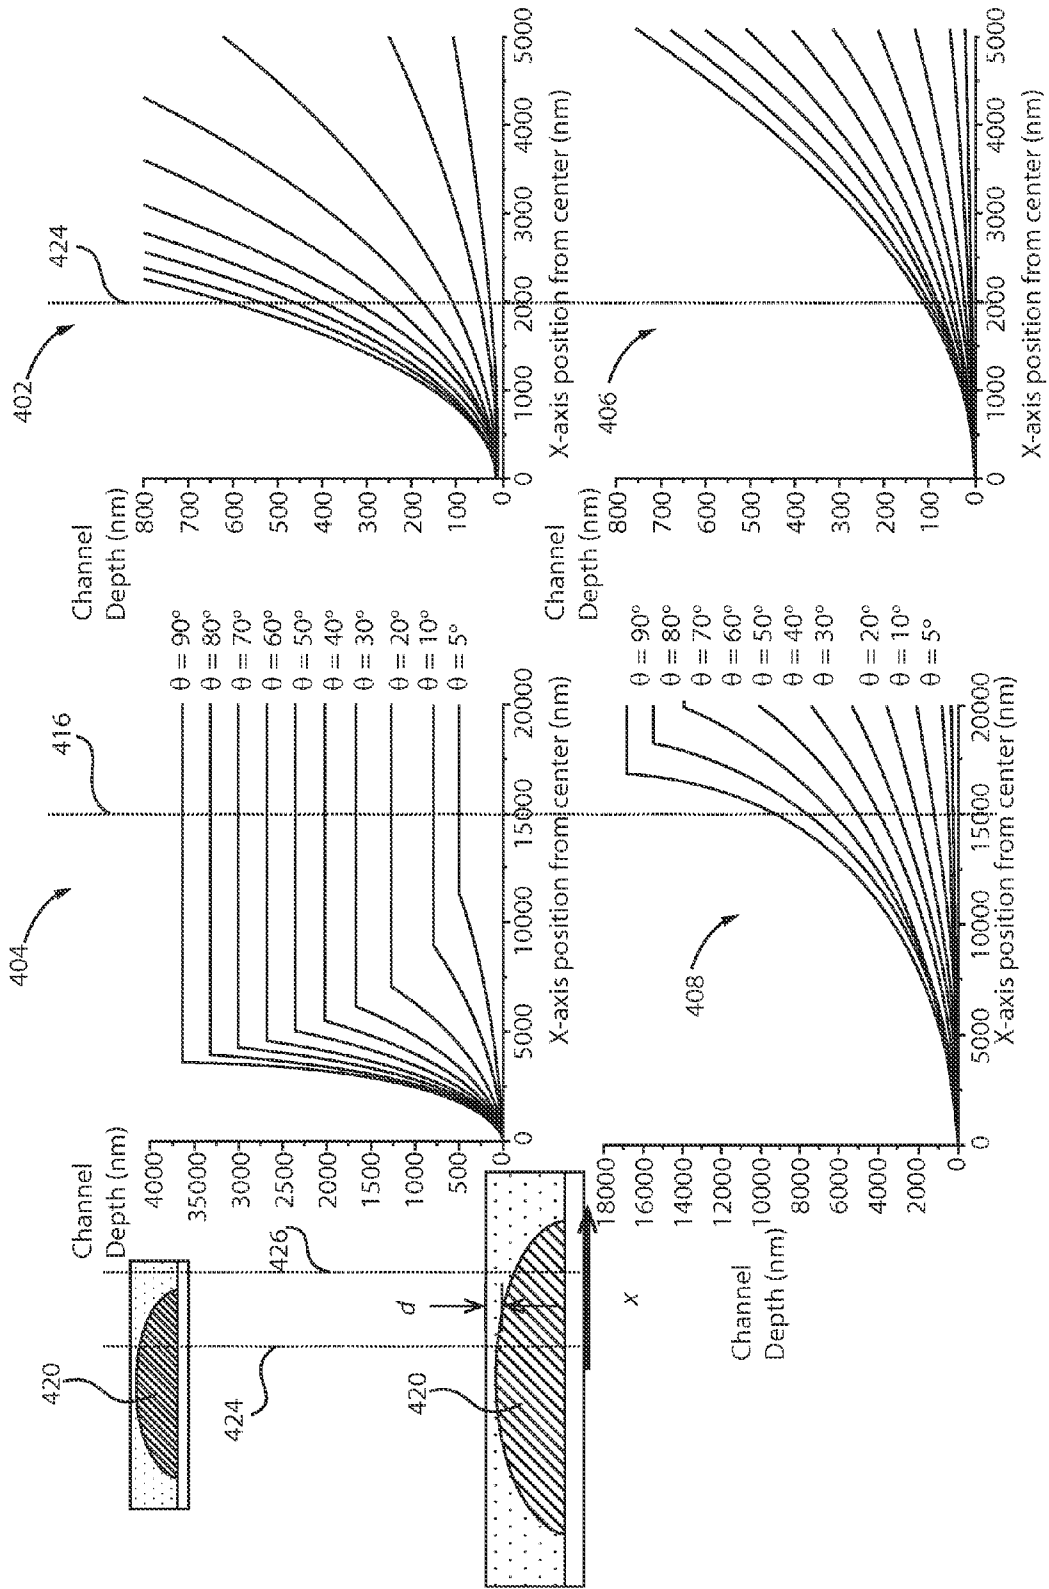 420
424
426
420
d
x
404
416
Channel
Depth (nm)
4000
35000
3000
2500
2000
1500
1000
500
0
0
5000
10000
15000
20000
X-axis position from center (nm)
θ = 90°
θ = 80°
θ = 70°
θ = 60°
θ = 50°
θ = 40°
θ = 30°
θ = 20°
θ = 10°
θ = 5°
402
424
Channel
Depth (nm)
800
700
600
500
400
300
200
100
0
0
1000
2000
3000
4000
5000
X-axis position from center (nm)
408
Channel
Depth (nm)
18000
16000
14000
12000
10000
8000
6000
4000
2000
0
0
5000
10000
15000
20000
X-axis position from center (nm)
θ = 90°
θ = 80°
θ = 70°
θ = 60°
θ = 50°
θ = 40°
θ = 30°
θ = 20°
θ = 10°
θ = 5°
406
Channel
Depth (nm)
800
700
600
500
400
300
200
100
0
0
1000
2000
3000
4000
5000
X-axis position from center (nm)